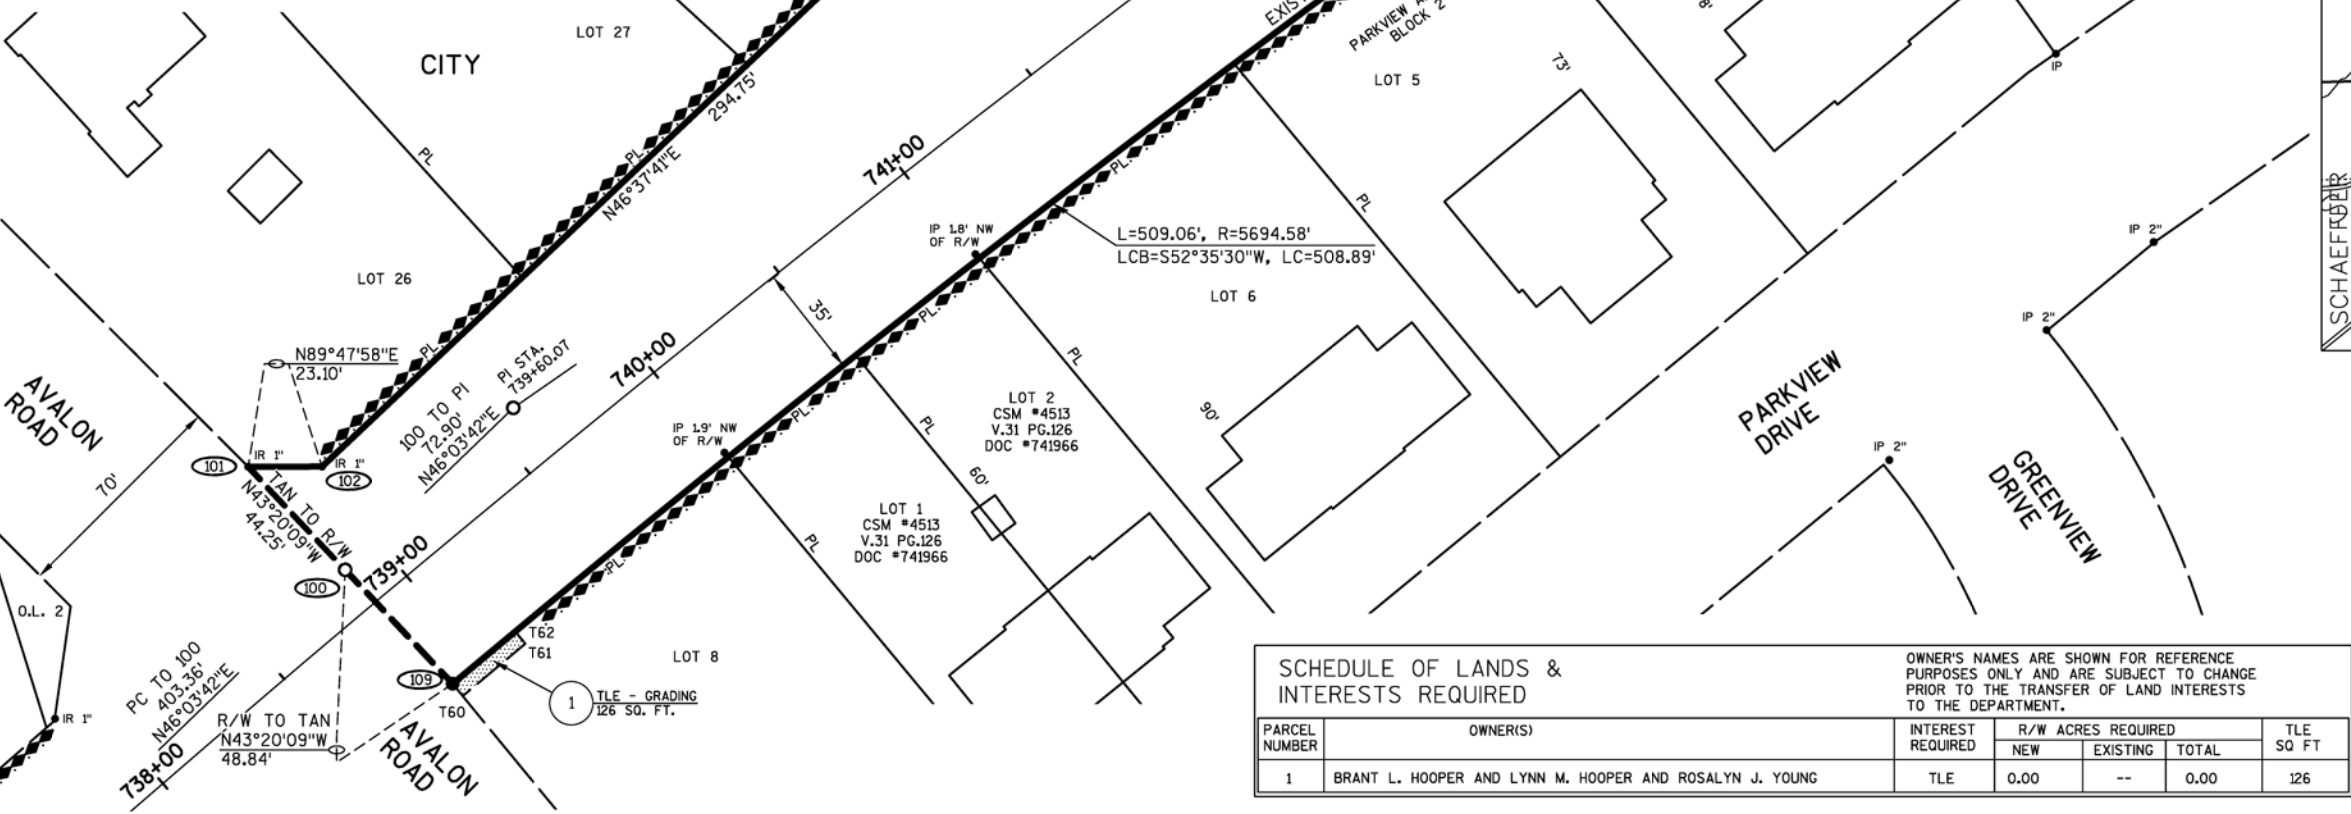 LOT 27
CITY
PL
PL
294.75'
N46°37'41"E
LOT 26
PL
N89°47'58"E
23.10'
AVALON
ROAD
70'
101
IR 1"
IR 1"
102
TAN TO R/W
N43°20'09"W
44.25'
100
O.L. 2
IR 1"
PC TO 100
403.36'
N46°03'42"E
738+00
R/W TO TAN
N43°20'09"W
48.84'
739+00
100 TO PI
72.90'
N46°03'42"E
PI STA.
739+60.07
740+00
741+00
35'
109
T60
T61
T62
PL
1
TLE - GRADING
126 SQ. FT.
AVALON
ROAD
LOT 8
IP 1.9' NW
OF R/W
PL
PL
IP 1.8' NW
OF R/W
PL
PL
60'
LOT 1
CSM #4513
V.31 PG.126
DOC #741966
LOT 2
CSM #4513
V.31 PG.126
DOC #741966
PL
PL
L=509.06', R=5694.58'
LCB=S52°35'30"W, LC=508.89'
PARKVIEW
BLOCK 2
LOT 5
73'
PL
LOT 6
90'
IP
IP 2"
IP 2"
IP 2"
PARKVIEW
DRIVE
GREENVIEW
DRIVE
SCHEDULE OF LANDS &
INTERESTS REQUIRED
OWNER'S NAMES ARE SHOWN FOR REFERENCE
PURPOSES ONLY AND ARE SUBJECT TO CHANGE
PRIOR TO THE TRANSFER OF LAND INTERESTS
TO THE DEPARTMENT.
PARCEL
NUMBER
OWNER(S)
INTEREST
REQUIRED
R/W ACRES REQUIRED
NEW EXISTING TOTAL
TLE
SQ FT
1 BRANT L. HOOPER AND LYNN M. HOOPER AND ROSALYN J. YOUNG TLE 0.00 -- 0.00 126